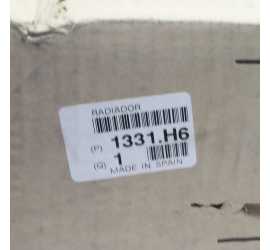 RADIADOR
(P) 1331.H6
(Q) 1
MADE IN SPAIN